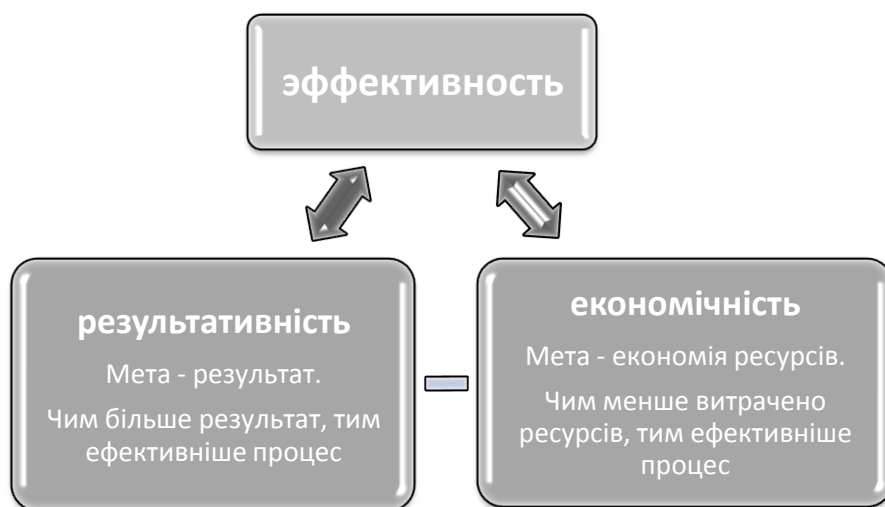 эффективность
результативність
Мета - результат.
Чим більше результат, тим
ефективніше процес
економічність
Мета - економія ресурсів.
Чим менше витрачено
ресурсів, тим ефективніше
процес